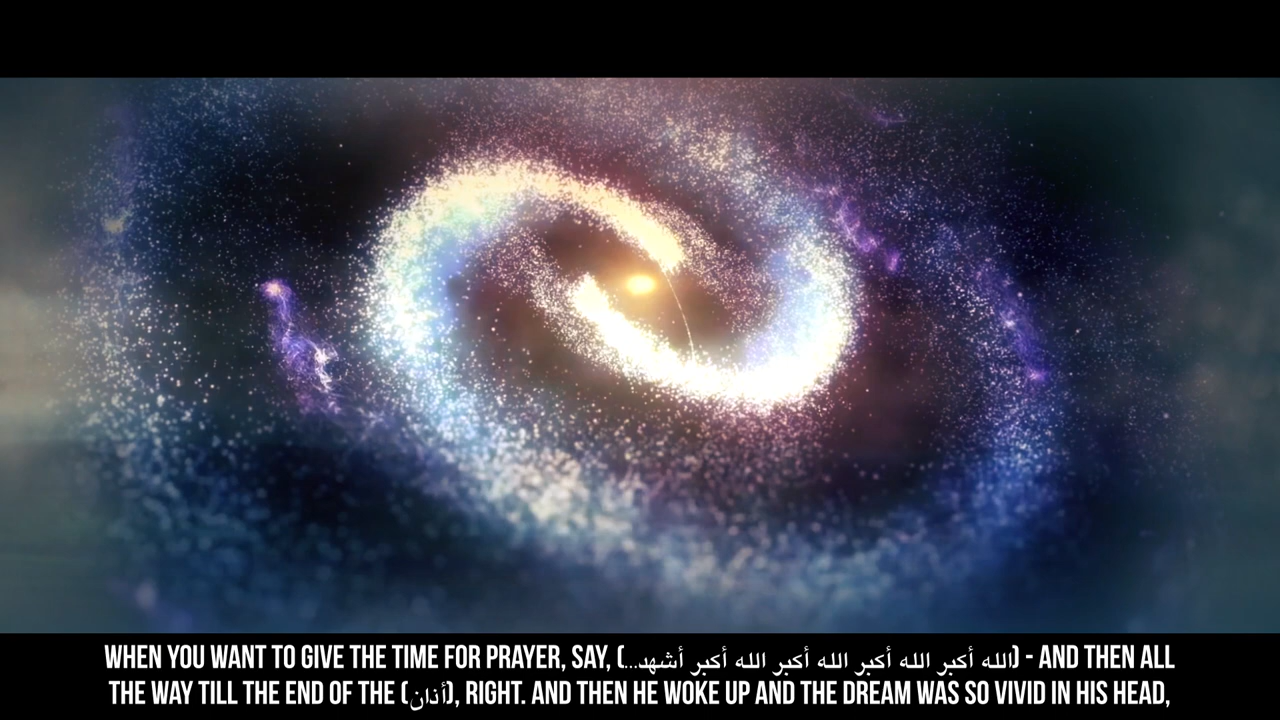 WHEN YOU WANT TO GIVE THE TIME FOR PRAYER, SAY, (الله أكبر الله أكبر الله أكبر الله أكبر أشهد...) - AND THEN ALL
THE WAY TILL THE END OF THE (أذان), RIGHT. AND THEN HE WOKE UP AND THE DREAM WAS SO VIVID IN HIS HEAD,